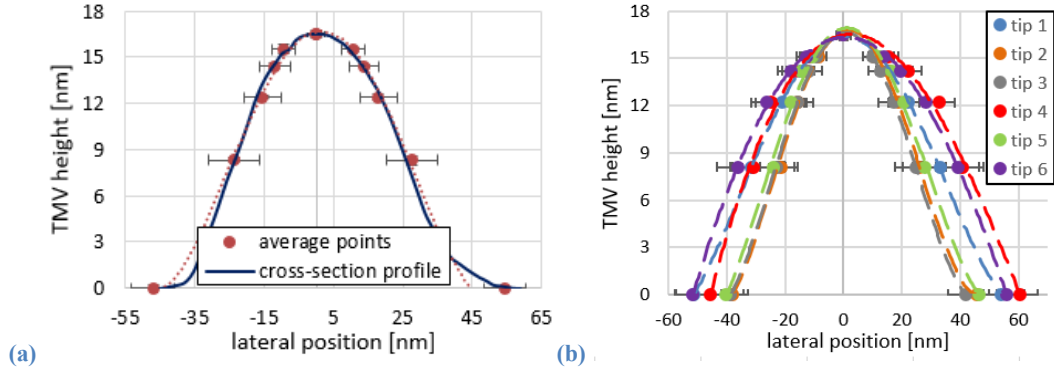 18
15
12
9
6
3
0
TMV height [nm]
average points
cross-section profile
-55 -35 -15 5 25 45 65
lateral position [nm]
(a)
18
15
12
9
6
3
0
TMV height [nm]
tip 1
tip 2
tip 3
tip 4
tip 5
tip 6
-60 -40 -20 0 20 40 60
lateral position [nm]
(b)